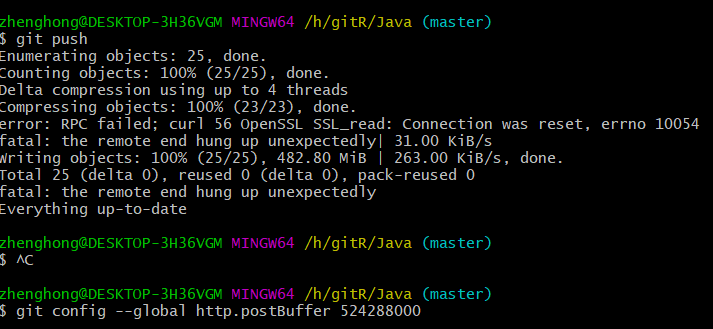 zhenghong@DESKTOP-3H36VGM MINGW64 /h/gitR/Java (master)
$ git push
Enumerating objects: 25, done.
Counting objects: 100% (25/25), done.
Delta compression using up to 4 threads
Compressing objects: 100% (23/23), done.
error: RPC failed; curl 56 OpenSSL SSL_read: Connection was reset, errno 10054
fatal: the remote end hung up unexpectedly| 31.00 KiB/s
Writing objects: 100% (25/25), 482.80 MiB | 263.00 KiB/s, done.
Total 25 (delta 0), reused 0 (delta 0), pack-reused 0
fatal: the remote end hung up unexpectedly
Everything up-to-date
zhenghong@DESKTOP-3H36VGM MINGW64 /h/gitR/Java (master)
$ ^C
zhenghong@DESKTOP-3H36VGM MINGW64 /h/gitR/Java (master)
$ git config --global http.postBuffer 524288000